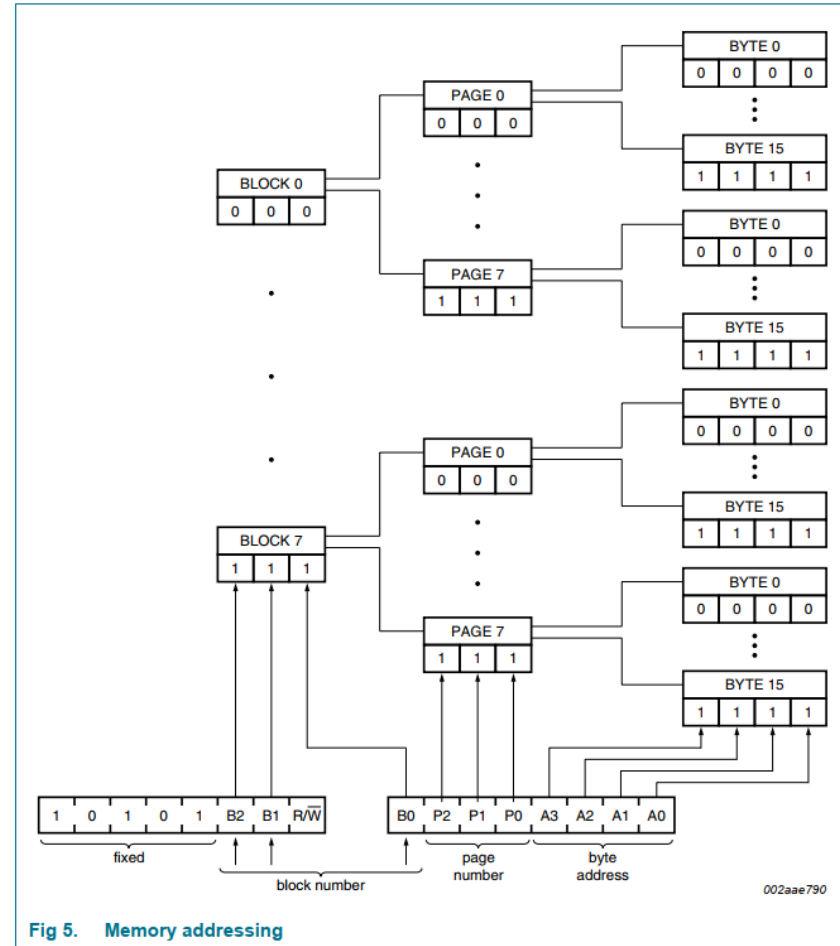 BYTE 0
0 0 0 0
PAGE 0
0 0 0
BYTE 15
1 1 1 1
BLOCK 0
0 0 0
BYTE 0
0 0 0 0
PAGE 7
1 1 1
BYTE 15
1 1 1 1
BYTE 0
0 0 0 0
PAGE 0
0 0 0
BYTE 15
1 1 1 1
BLOCK 7
1 1 1
BYTE 0
0 0 0 0
PAGE 7
1 1 1
BYTE 15
1 1 1 1
1 0 1 0 1 B2 B1 R/W̅ B0 P2 P1 P0 A3 A2 A1 A0
fixed
block number
page
number
byte
address
002aae790
Fig 5. Memory addressing